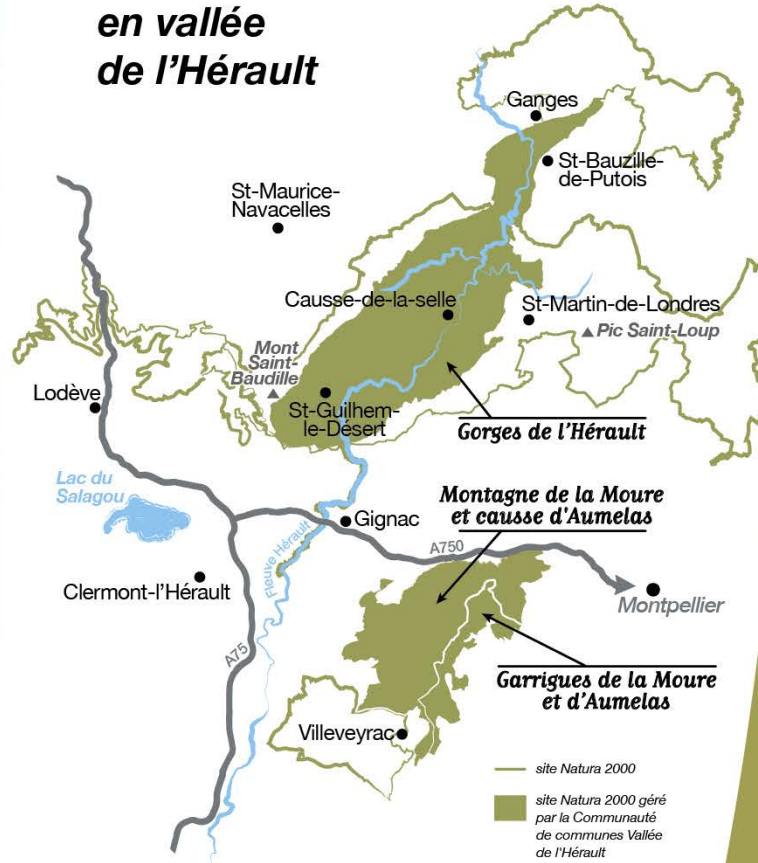 en vallée
de l'Hérault
Ganges
St-Bauzille-
de-Putois
St-Maurice-
Navacelles
Causse-de-la-selle
St-Martin-de-Londres
Pic Saint-Loup
Mont
Saint-
Baudille
Lodève
St-Guilhem-
le-Désert
Gorges de l'Hérault
Lac du
Salagou
Montagne de la Moure
et causse d'Aumelas
Gignac
A750
Fleuve Hérault
Clermont-l'Hérault
Montpellier
A75
Garrigues de la Moure
et d'Aumelas
Villeveyrac
site Natura 2000
site Natura 2000 géré
par la Communauté
de communes Vallée
de l'Hérault